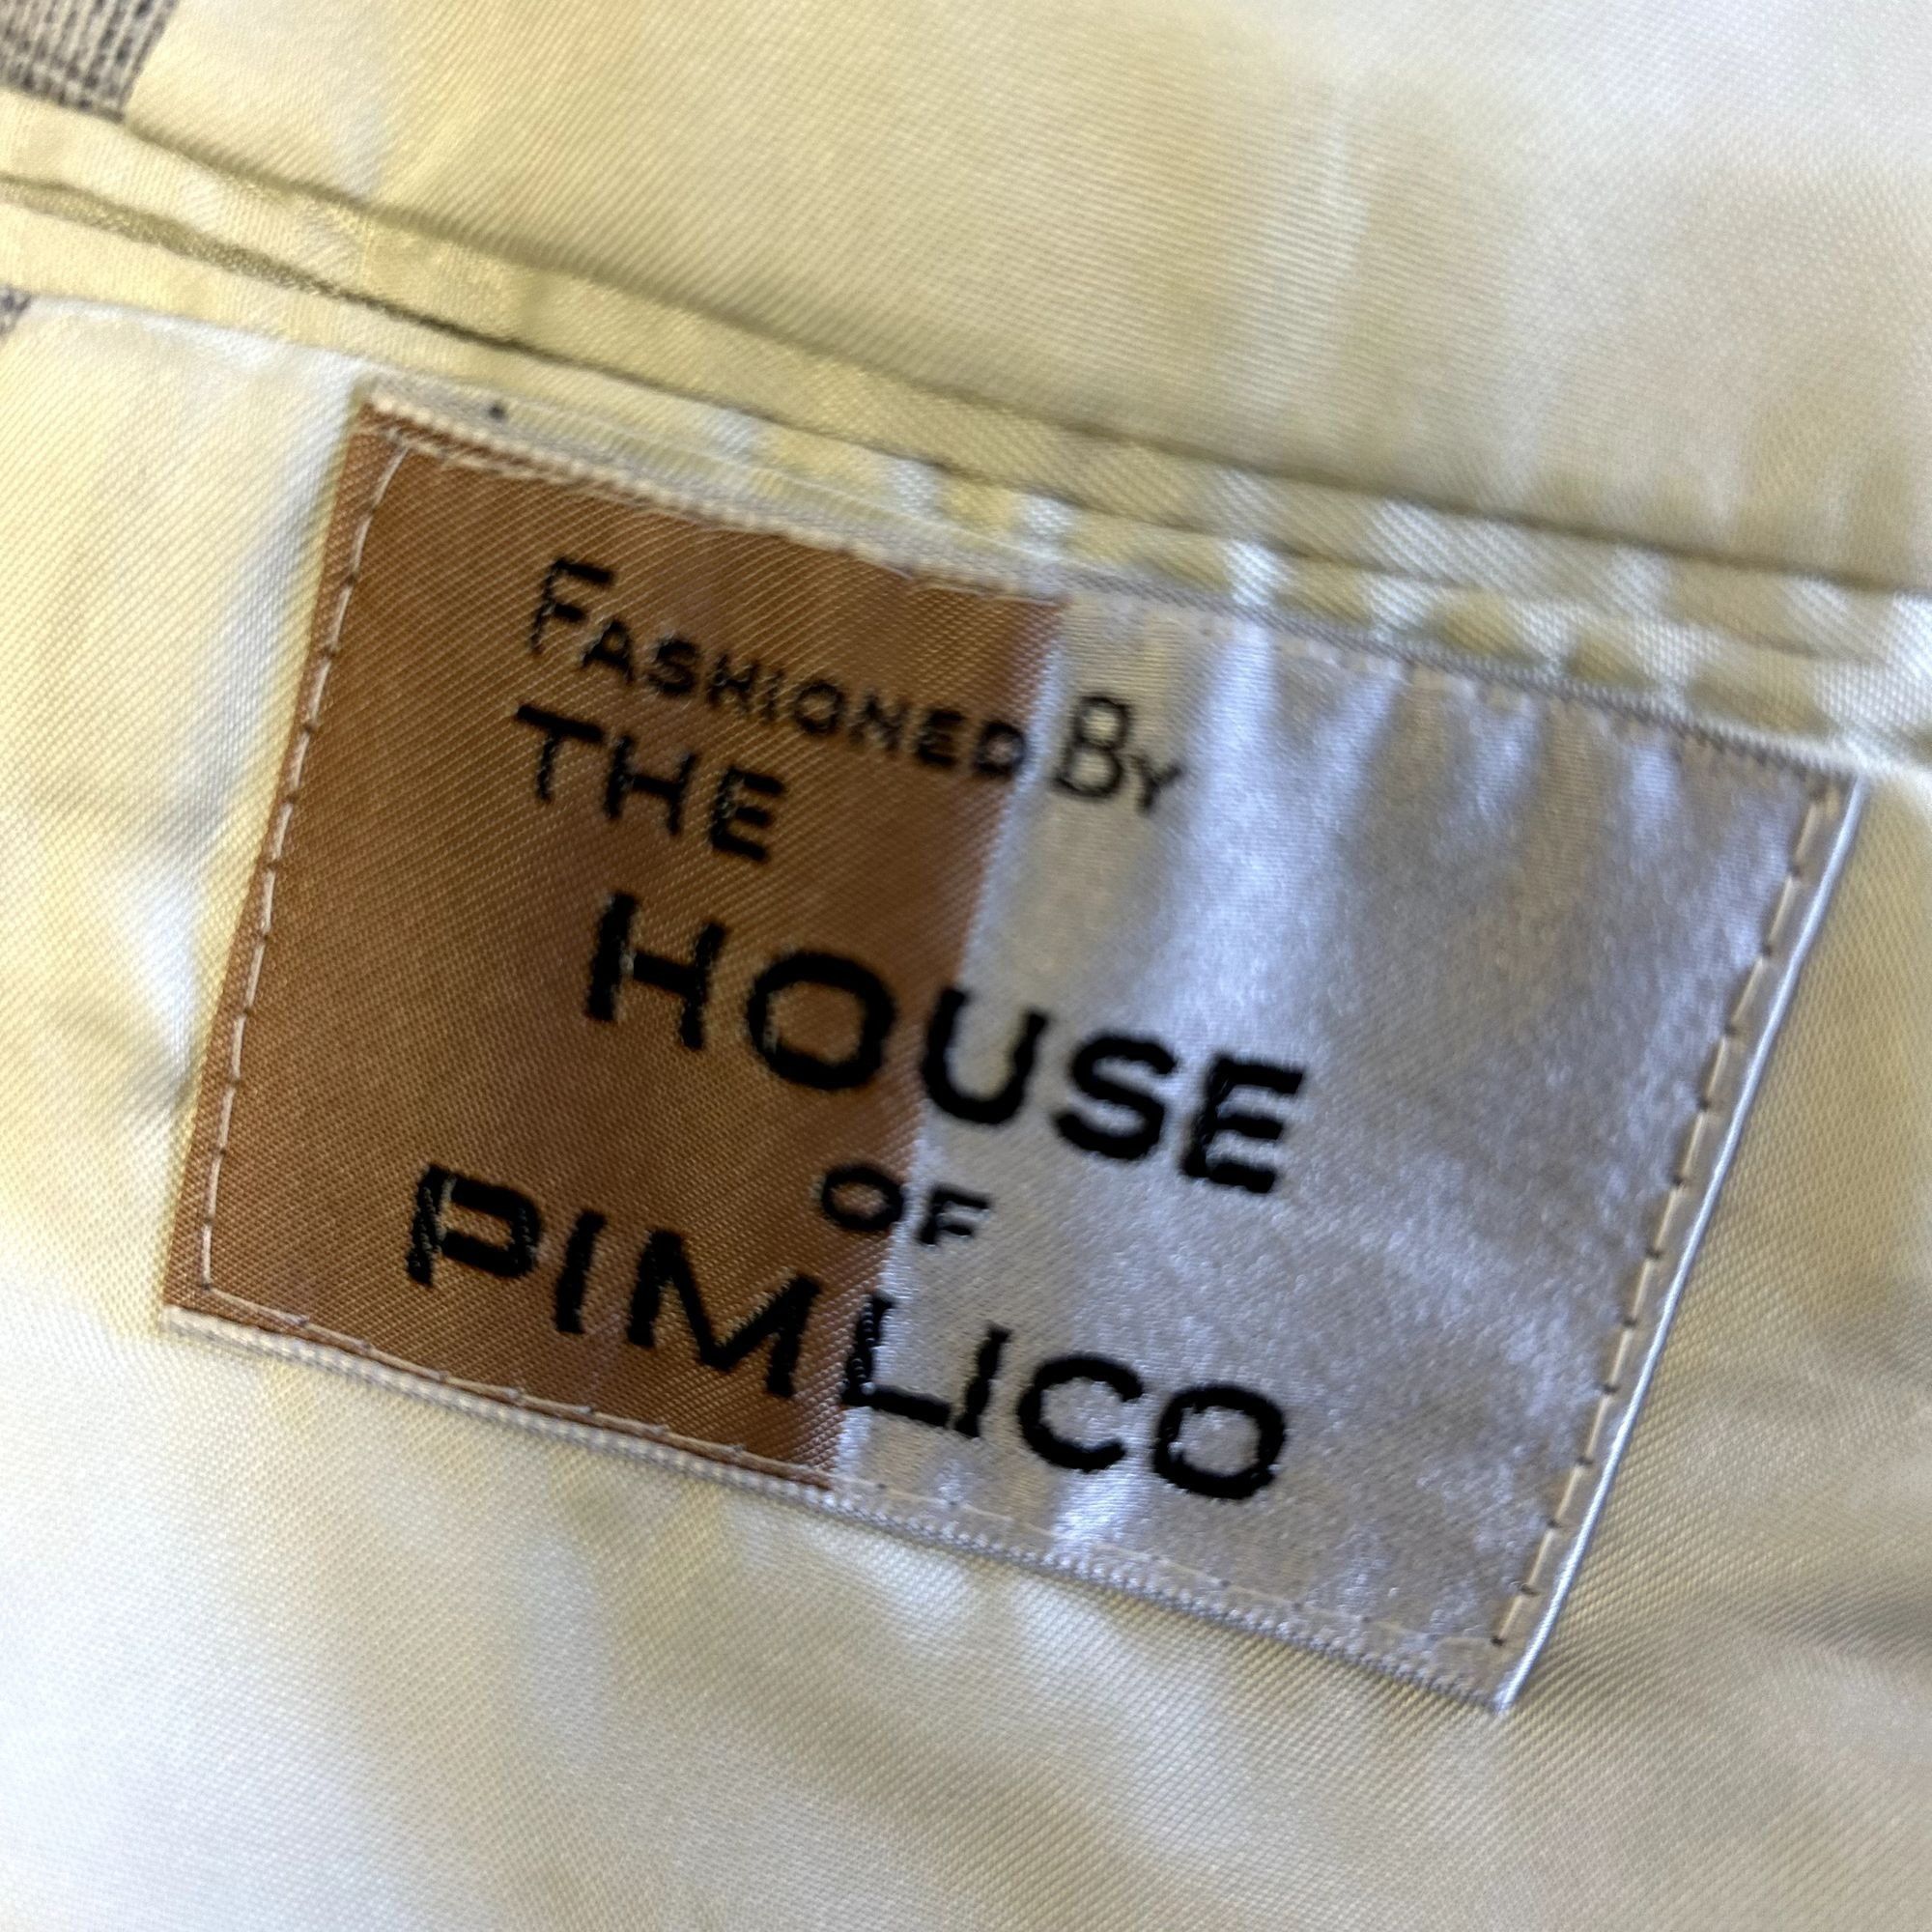 FASHIONED BY
THE
HOUSE
OF
PIMLICO